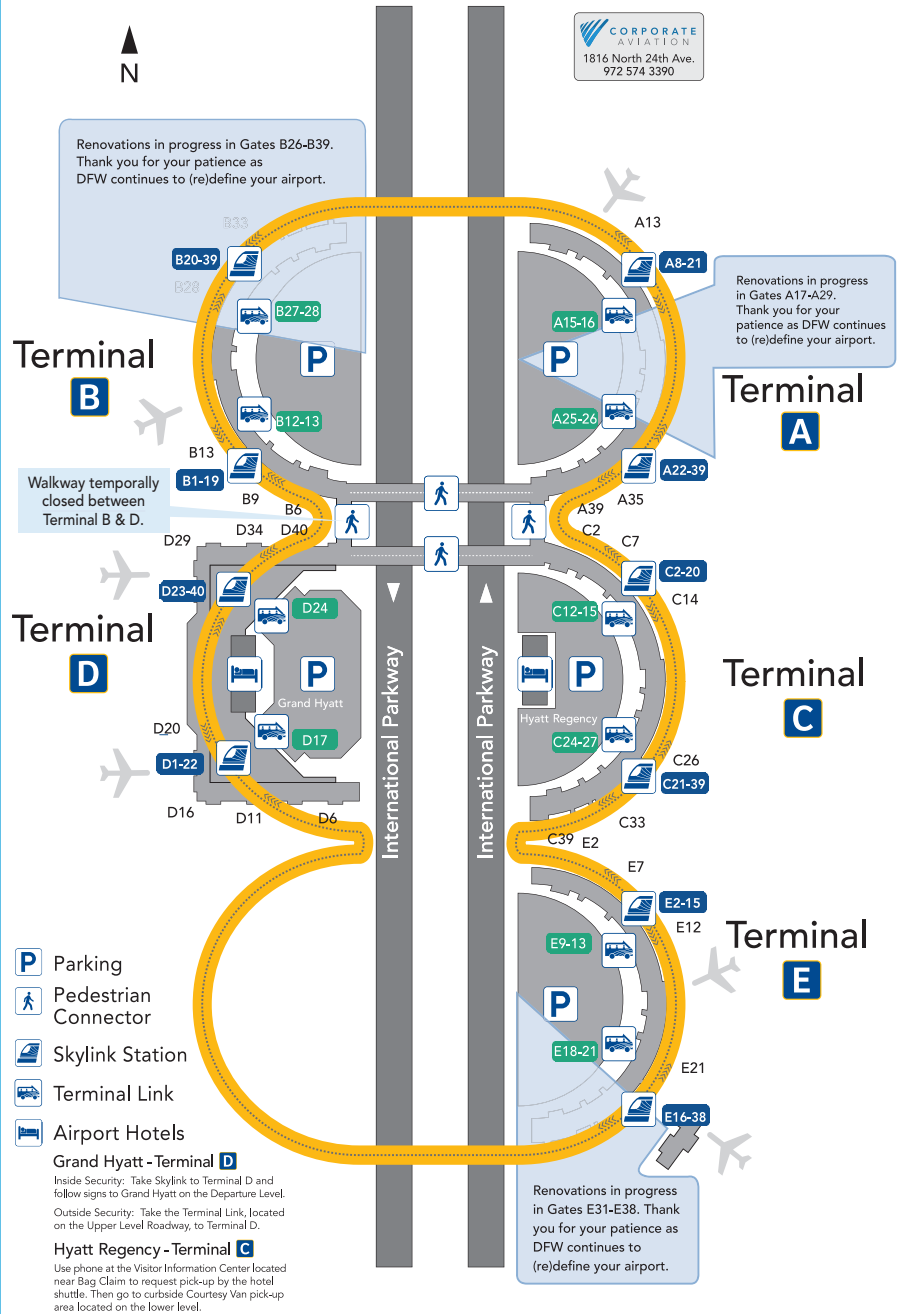 CORPORATE
AVIATION
1816 North 24th Ave.
972 574 3390
N
Renovations in progress in Gates B26-B39.
Thank you for your patience as
DFW continues to (re)define your airport.
B33
A13
B20-39
A8-21
B28
Renovations in progress
in Gates A17-A29.
Thank you for your
patience as DFW continues
to (re)define your airport.
B27-28
A15-16
Terminal
B
P
P
Terminal
A
B12-13
A25-26
B13
B1-19
A22-39
Walkway temporally
closed between
Terminal B & D.
B9
A35
B6
A39
D34
D40
C2
D29
C7
D23-40
C2-20
D24
C12-15
C14
Terminal
D
P
Grand Hyatt
International Parkway
International Parkway
P
Hyatt Regency
Terminal
C
D20
D17
C24-27
D1-22
C26
C21-39
D16
D11
D6
C33
C39
E2
E7
E2-15
E12
E9-13
Terminal
E
P
P Parking
Pedestrian
Connector
Skylink Station
E18-21
E21
Terminal Link
E16-38
Airport Hotels
Grand Hyatt - Terminal D
Inside Security: Take Skylink to Terminal D and
follow signs to Grand Hyatt on the Departure Level.
Outside Security: Take the Terminal Link, located
on the Upper Level Roadway, to Terminal D.
Hyatt Regency - Terminal C
Use phone at the Visitor Information Center located
near Bag Claim to request pick-up by the hotel
shuttle. Then go to curbside Courtesy Van pick-up
area located on the lower level.
Renovations in progress
in Gates E31-E38. Thank
you for your patience as
DFW continues to
(re)define your airport.